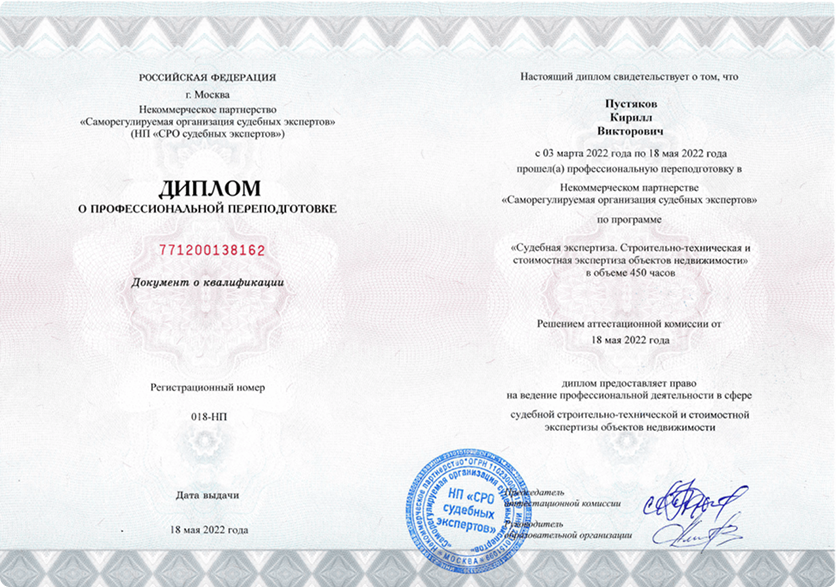 РОССИЙСКАЯ ФЕДЕРАЦИЯ
г. Москва
Некоммерческое партнерство
«Саморегулируемая организация судебных экспертов»
(НП «СРО судебных экспертов»)
ДИПЛОМ
О ПРОФЕССИОНАЛЬНОЙ ПЕРЕПОДГОТОВКЕ
771200138162
Документ о квалификации
Регистрационный номер
018-НП
Дата выдачи
18 мая 2022 года
Настоящий диплом свидетельствует о том, что
Пустяков
Кирилл
Викторович
с 03 марта 2022 года по 18 мая 2022 года
прошел(а) профессиональную переподготовку в
Некоммерческом партнерстве
«Саморегулируемая организация судебных экспертов»
по программе
«Судебная экспертиза. Строительно-техническая и
стоимостная экспертиза объектов недвижимости»
в объеме 450 часов
Решением аттестационной комиссии от
18 мая 2022 года
диплом предоставляет право
на ведение профессиональной деятельности в сфере
судебной строительно-технической и стоимостной
экспертизы объектов недвижимости
Председатель
аттестационной комиссии
Руководитель
образовательной организации
НП «СРО
судебных
экспертов»
Некоммерческое партнерство
«Саморегулируемая организация судебных экспертов»
МОСКВА